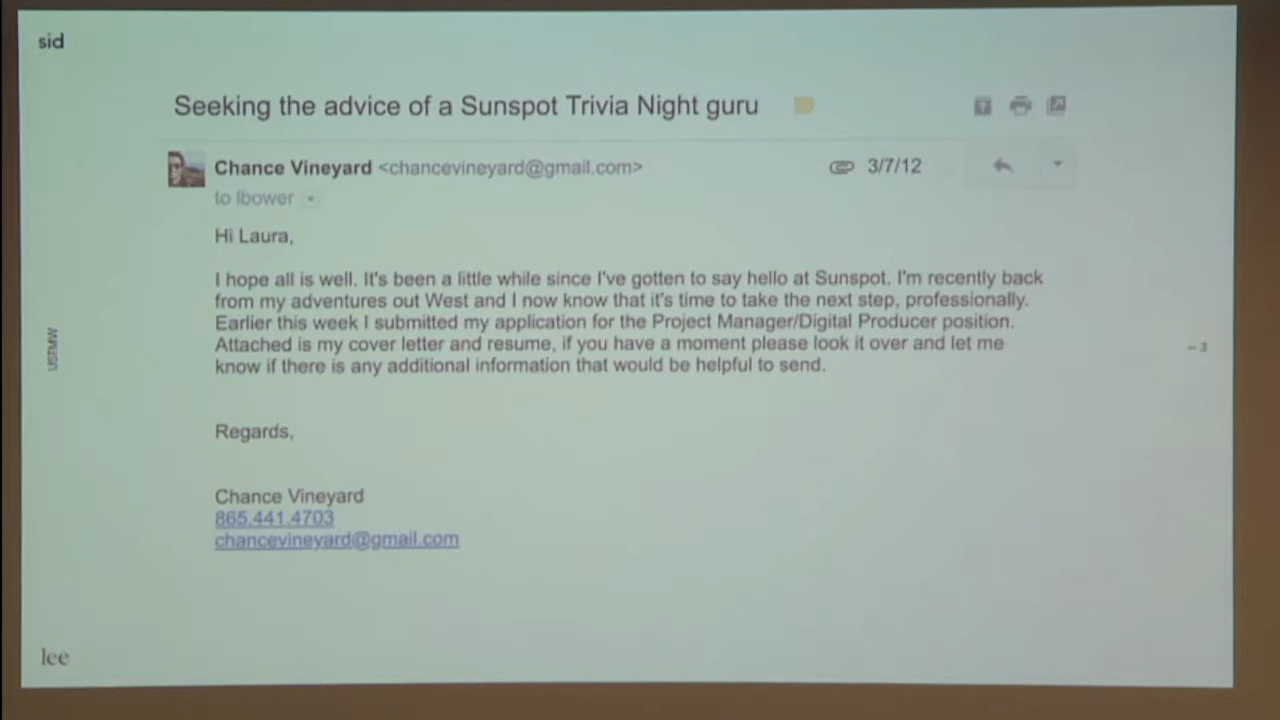 sid
Seeking the advice of a Sunspot Trivia Night guru
Chance Vineyard <chancevineyard@gmail.com>
3/7/12
to lbower
Hi Laura,
I hope all is well. It's been a little while since I've gotten to say hello at Sunspot. I'm recently back
from my adventures out West and I now know that it's time to take the next step, professionally.
Earlier this week I submitted my application for the Project Manager/Digital Producer position.
Attached is my cover letter and resume, if you have a moment please look it over and let me
know if there is any additional information that would be helpful to send.
Regards,
Chance Vineyard
865.441.4703
chancevineyard@gmail.com
lee